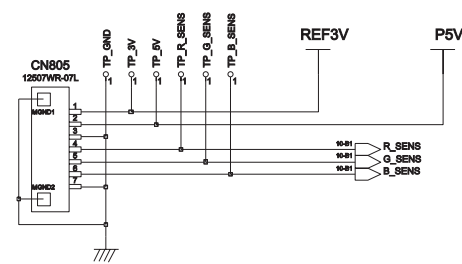 TP_GND
TP_3V
TP_5V
TP_R_SENS
TP_G_SENS
TP_B_SENS
REF3V
P5V
CN805
12507WR-07L
1 1 1 1 1 1
MGND1
1
2
3
4
5
6
7
MGND2
10-B1 R_SENS
10-B1 G_SENS
10-B1 B_SENS